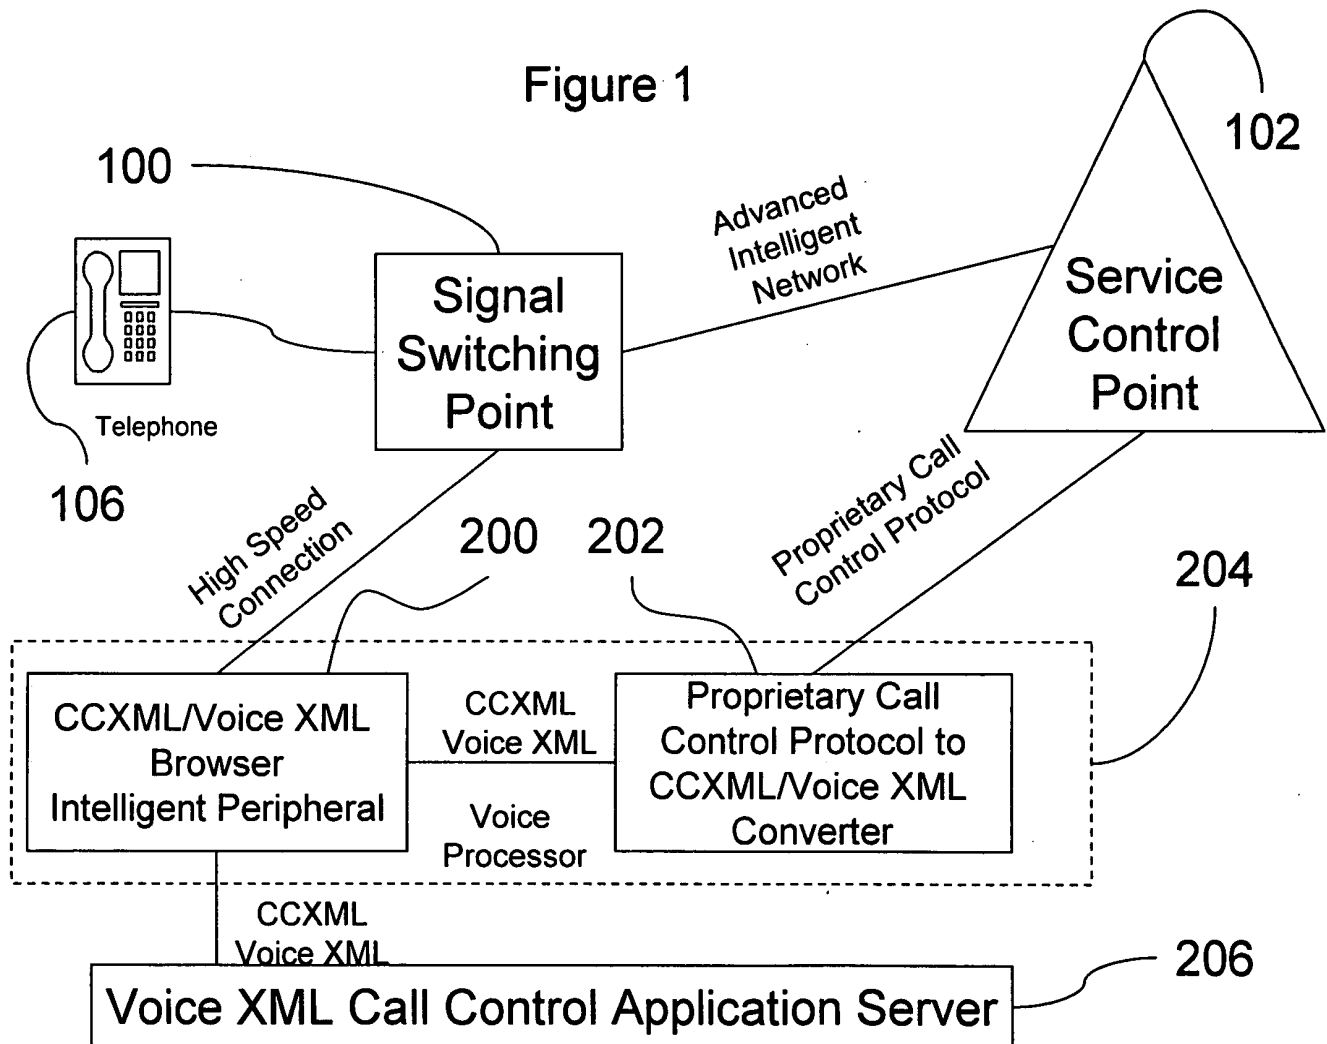 Figure 1
102
100
Advanced
Intelligent
Network
Signal
Switching
Point
Service
Control
Point
Telephone
106
High Speed
Connection
200
202
Proprietary Call
Control Protocol
204
CCXML/Voice XML
Browser
Intelligent Peripheral
CCXML
Voice XML
Proprietary Call
Control Protocol to
CCXML/Voice XML
Converter
Voice
Processor
CCXML
Voice XML
206
Voice XML Call Control Application Server